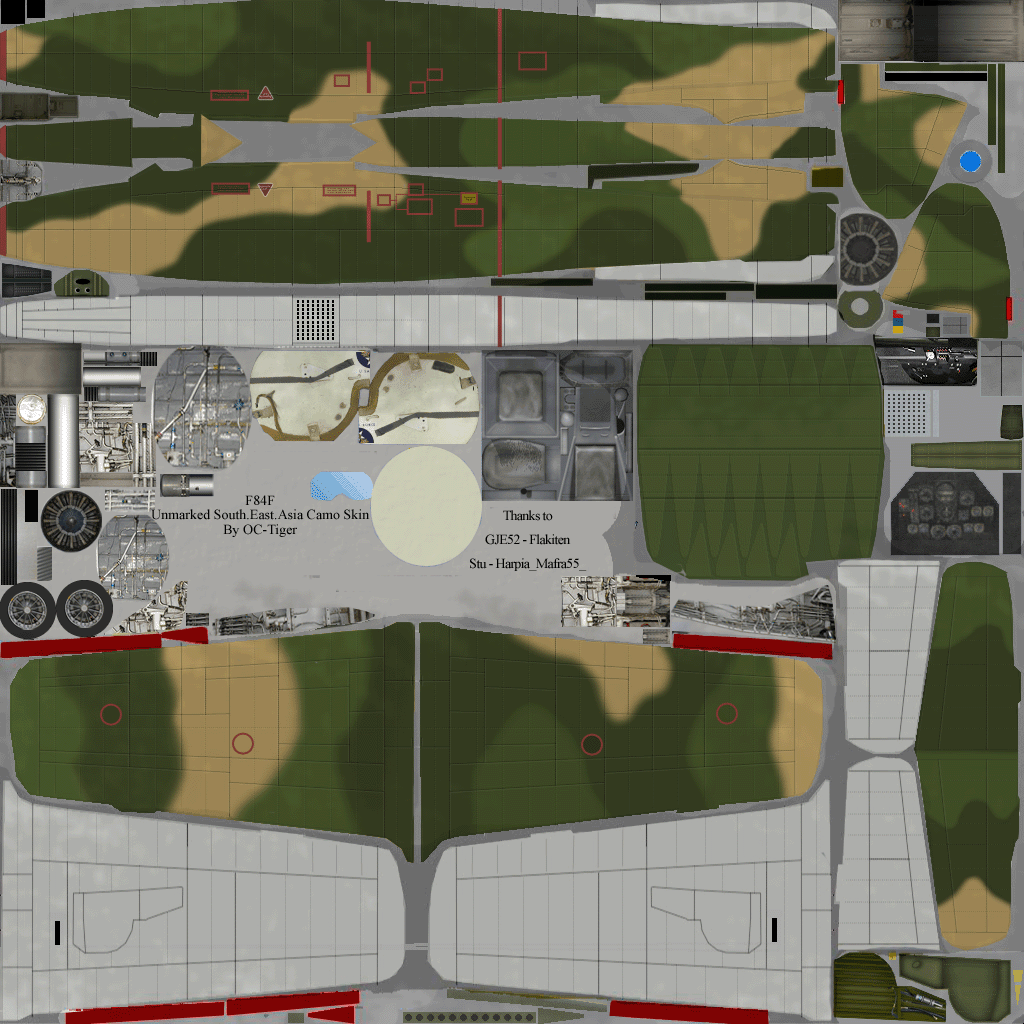 F84F
Unmarked South.East.Asia Camo Skin
By OC-Tiger
Thanks to
GJE52 - Flakiten
Stu - Harpia_Mafra55_